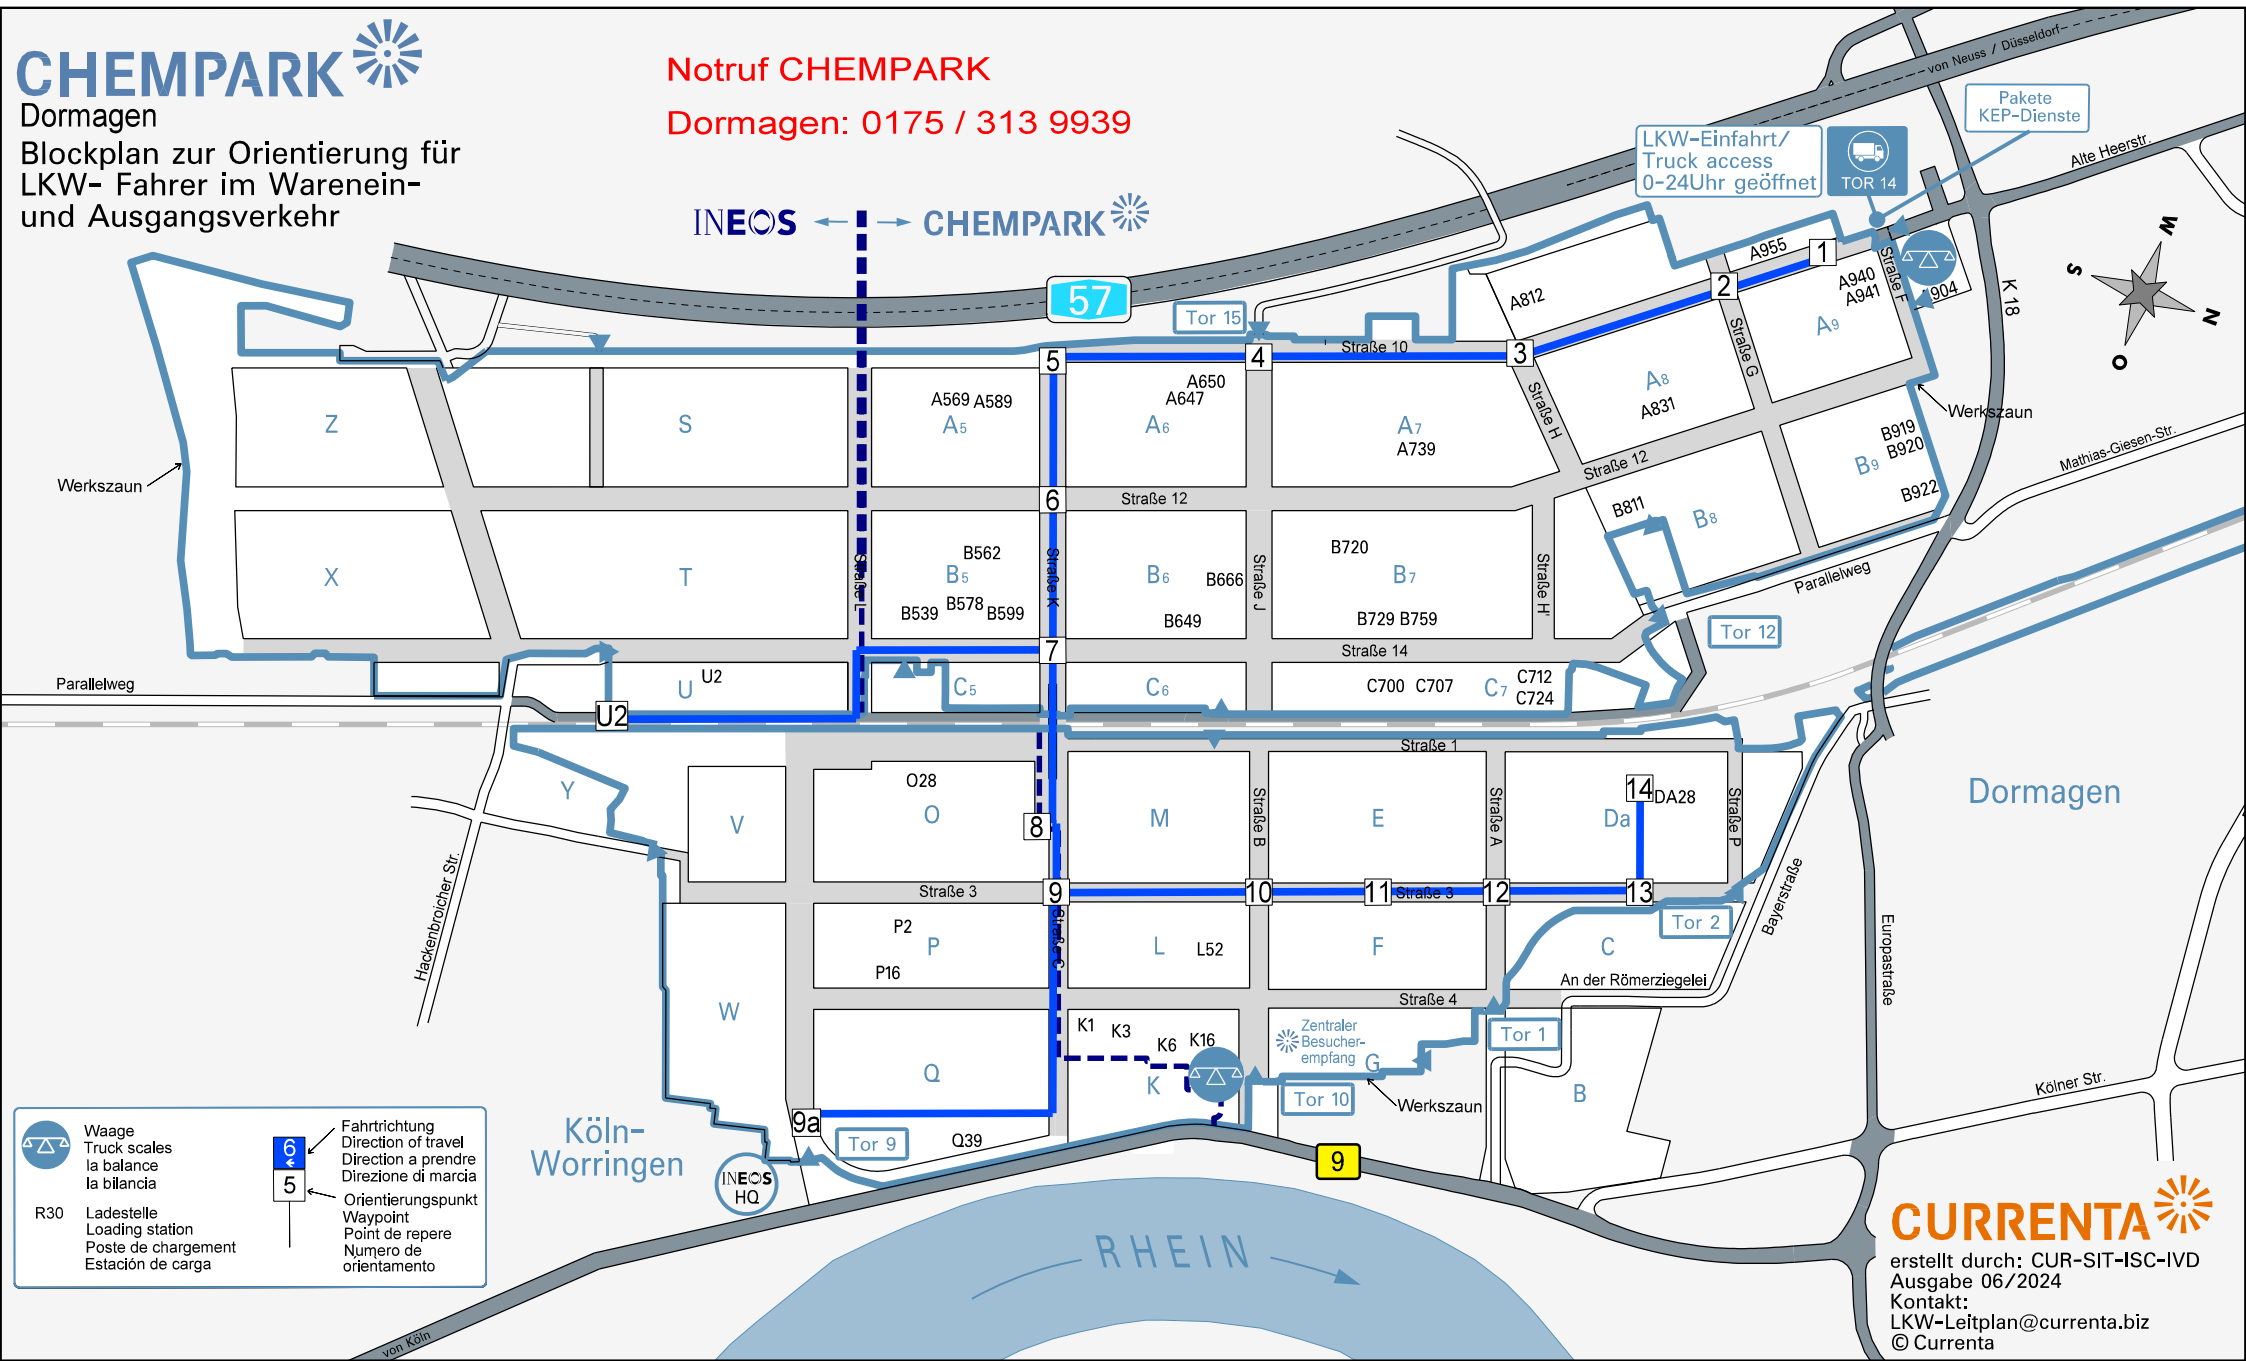 CHEMPARK
Dormagen
Blockplan zur Orientierung für
LKW- Fahrer im Warenein-
und Ausgangsverkehr
Notruf CHEMPARK
Dormagen: 0175 / 313 9939
INEOS
CHEMPARK
57
von Neuss / Düsseldorf
Pakete
KEP-Dienste
LKW-Einfahrt/
Truck access
0-24Uhr geöffnet
TOR 14
Alte Heerstr.
W
S
N
O
K 18
Tor 15
A955
1
Straße F
A940
A941
904
A9
2
Straße G
A812
3
Straße 10
4
5
Z
S
A569 A589
A5
A650
A647
A6
A7
A739
Straße H
A8
A831
Werkszaun
B919
B920
B9
B922
Mathias-Giesen-Str.
Werkszaun
6
Straße 12
Straße 12
B811
B8
X
T
Straße L
B562
B5
B539
B578
B599
Straße K
B6
B666
B649
Straße J
B720
B7
B729 B759
Straße H'
Parallelweg
Tor 12
7
Straße 14
Parallelweg
U
U2
U2
C5
C6
C700 C707
C7
C712
C724
Straße 1
Y
V
O28
O
8
M
Straße B
E
Straße A
14
DA28
Da
Straße P
Dormagen
Hackenbroicher Str.
Straße 3
9
10
11
Straße 3
12
13
Tor 2
Bayerstraße
Europastraße
W
P2
P
P16
Straße C
L
L52
F
C
An der Römerziegelei
Straße 4
Q
K1
K3
K6
K16
K
Zentraler
Besucher-
empfang
G
Tor 1
Tor 10
Werkszaun
B
Kölner Str.
9a
Tor 9
Q39
Köln-
Worringen
INEOS
HQ
9
RHEIN
von Köln
Waage
Truck scales
la balance
la bilancia
R30
Ladestelle
Loading station
Poste de chargement
Estación de carga
6
5
Fahrtrichtung
Direction of travel
Direction a prendre
Direzione di marcia
Orientierungspunkt
Waypoint
Point de repere
Numero de
orientamento
CURRENTA
erstellt durch: CUR-SIT-ISC-IVD
Ausgabe 06/2024
Kontakt:
LKW-Leitplan@currenta.biz
© Currenta